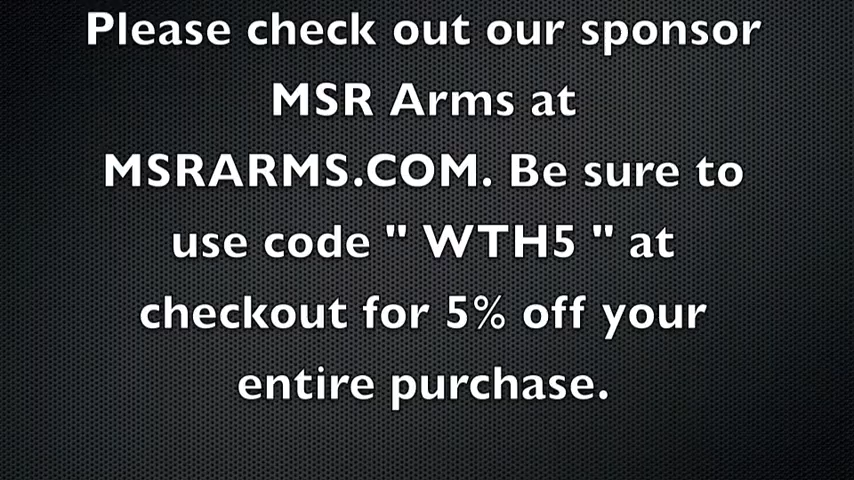 Please check out our sponsor
MSR Arms at
MSRARMS.COM. Be sure to
use code " WTH5 " at
checkout for 5% off your
entire purchase.